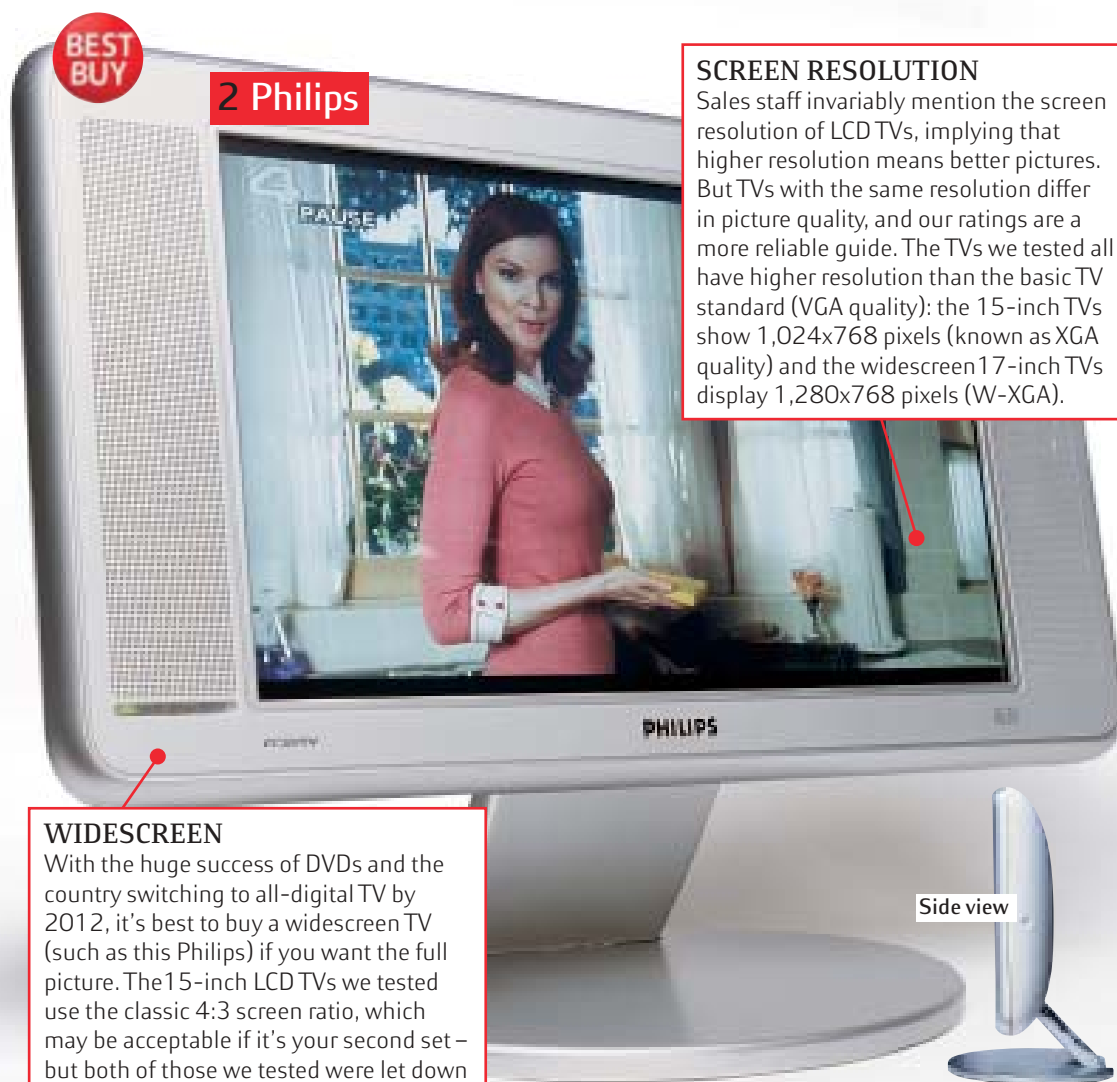 BEST
BUY
2 Philips
SCREEN RESOLUTION
Sales staff invariably mention the screen
resolution of LCD TVs, implying that
higher resolution means better pictures.
But TVs with the same resolution differ
in picture quality, and our ratings are a
more reliable guide. The TVs we tested all
have higher resolution than the basic TV
standard (VGA quality): the 15-inch TVs
show 1,024x768 pixels (known as XGA
quality) and the widescreen17-inch TVs
display 1,280x768 pixels (W-XGA).
4
PAUSE
PHILIPS
WIDESCREEN
With the huge success of DVDs and the
country switching to all-digital TV by
2012, it's best to buy a widescreen TV
(such as this Philips) if you want the full
picture. The15-inch LCD TVs we tested
use the classic 4:3 screen ratio, which
may be acceptable if it's your second set –
but both of those we tested were let down
Side view